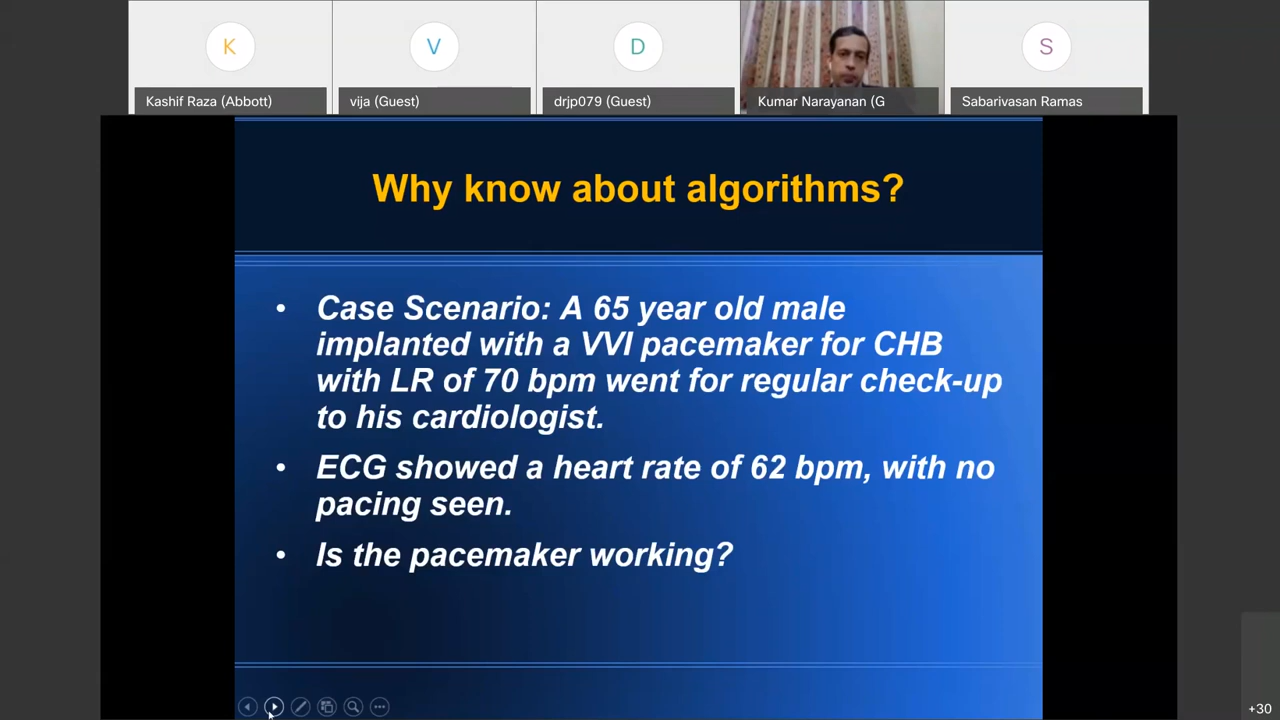 K
V
D
S
Kashif Raza (Abbott)
vija (Guest)
drjp079 (Guest)
Kumar Narayanan (G
Sabarivasan Ramas
Why know about algorithms?
• Case Scenario: A 65 year old male
implanted with a VVI pacemaker for CHB
with LR of 70 bpm went for regular check-up
to his cardiologist.
• ECG showed a heart rate of 62 bpm, with no
pacing seen.
• Is the pacemaker working?
+30